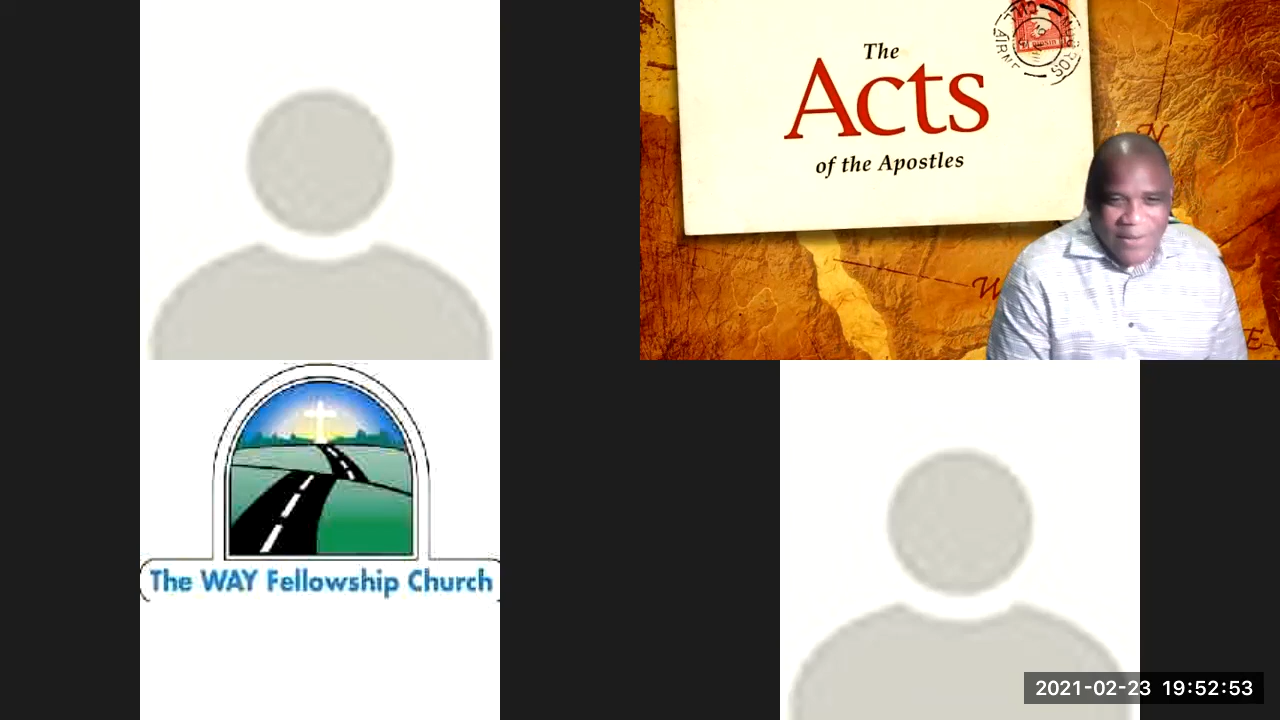 The
Acts
of the Apostles
N
W
E
The WAY Fellowship Church
2021-02-23 19:52:53